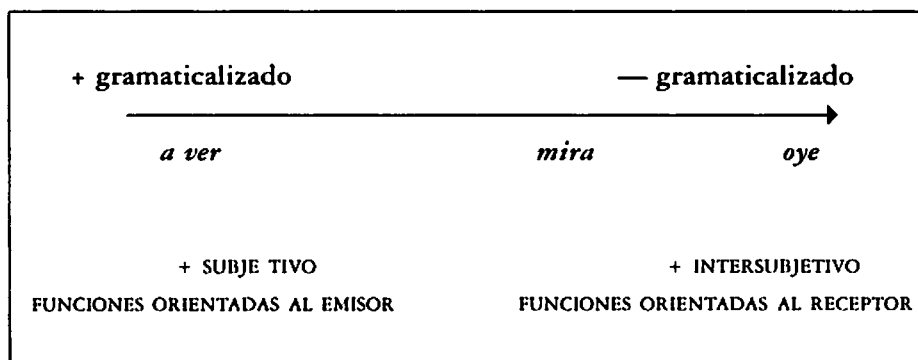 + gramaticalizado — gramaticalizado
a ver mira oye
+ SUBJE TIVO + INTERSUBJETIVO
FUNCIONES ORIENTADAS AL EMISOR FUNCIONES ORIENTADAS AL RECEPTOR